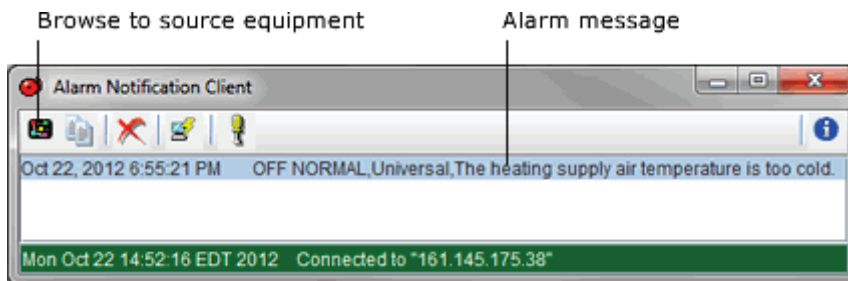 Browse to source equipment Alarm message
Alarm Notification Client
Oct 22, 2012 6:55:21 PM OFF NORMAL,Universal,The heating supply air temperature is too cold.
Mon Oct 22 14:52:16 EDT 2012 Connected to "161.145.175.38"